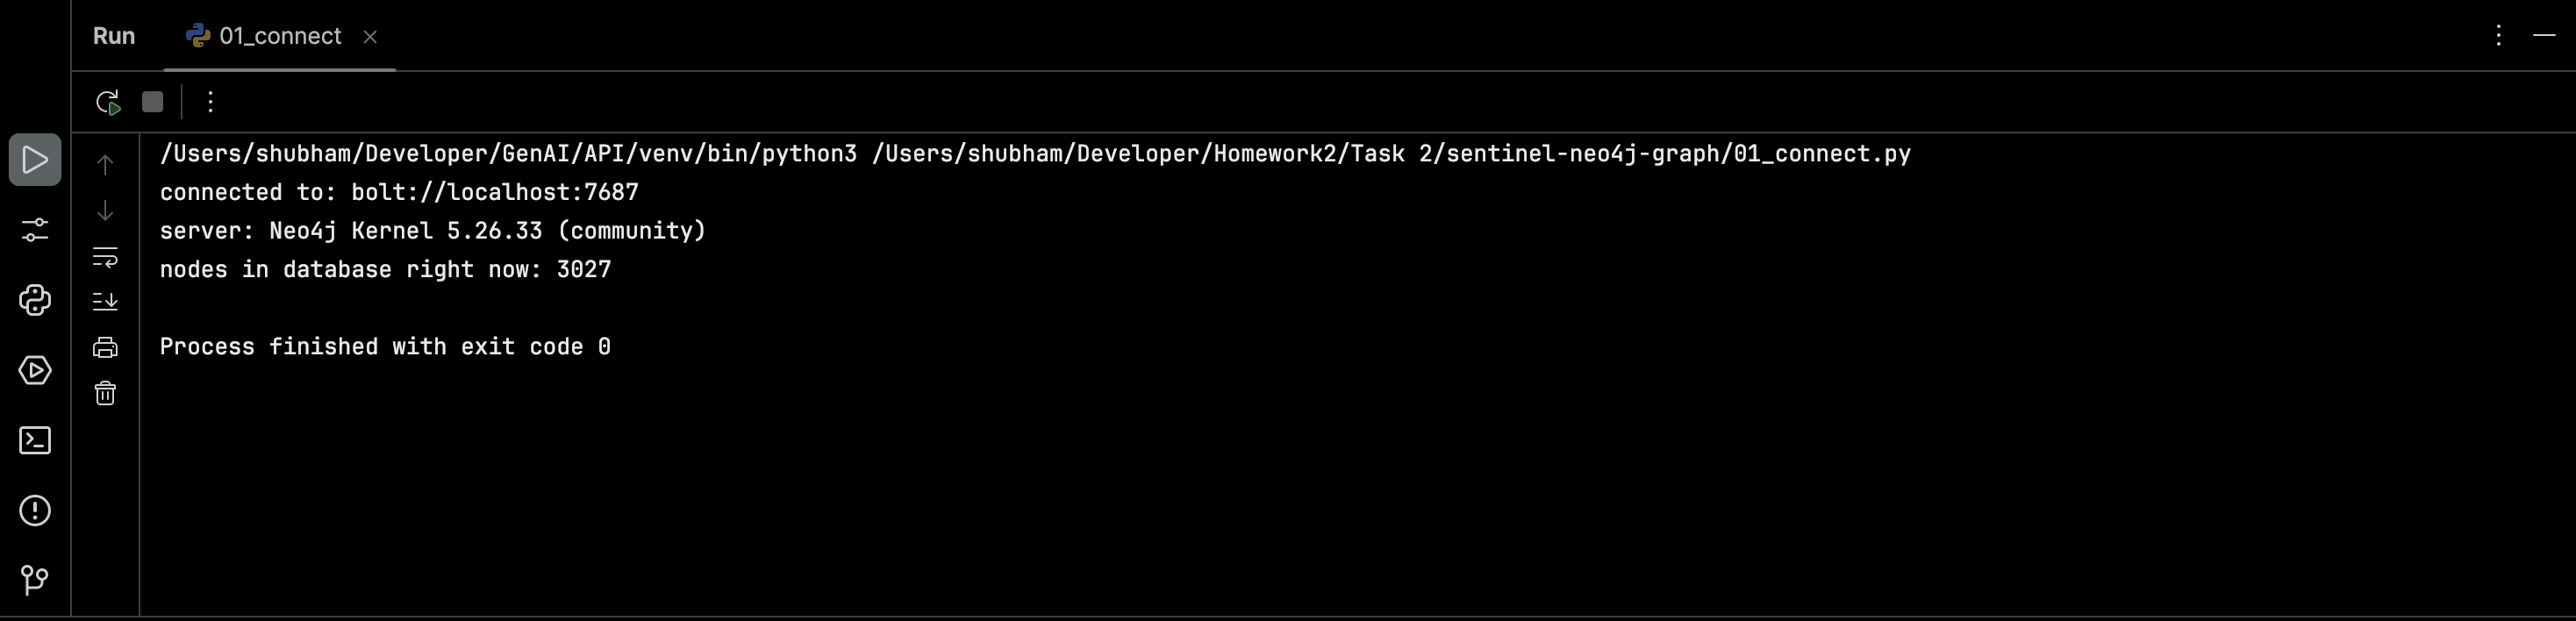 Run
01_connect
/Users/shubham/Developer/GenAI/API/venv/bin/python3 /Users/shubham/Developer/Homework2/Task 2/sentinel-neo4j-graph/01_connect.py
connected to: bolt://localhost:7687
server: Neo4j Kernel 5.26.33 (community)
nodes in database right now: 3027
Process finished with exit code 0